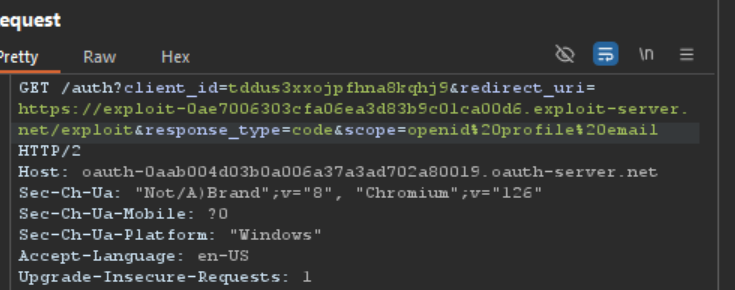 equest
Pretty Raw Hex \n
GET /auth?client_id=tddus3xxojpfhna8kqhj9&redirect_uri=
https://exploit-0ae7006303cfa06ea3d83b9c01ca00d6.exploit-server.
net/exploit&response_type=code&scope=openid%20profile%20email
HTTP/2
Host: oauth-0aab004d03b0a006a37a3ad702a80019.oauth-server.net
Sec-Ch-Ua: "Not/A)Brand";v="8", "Chromium";v="126"
Sec-Ch-Ua-Mobile: ?0
Sec-Ch-Ua-Platform: "Windows"
Accept-Language: en-US
Upgrade-Insecure-Requests: 1